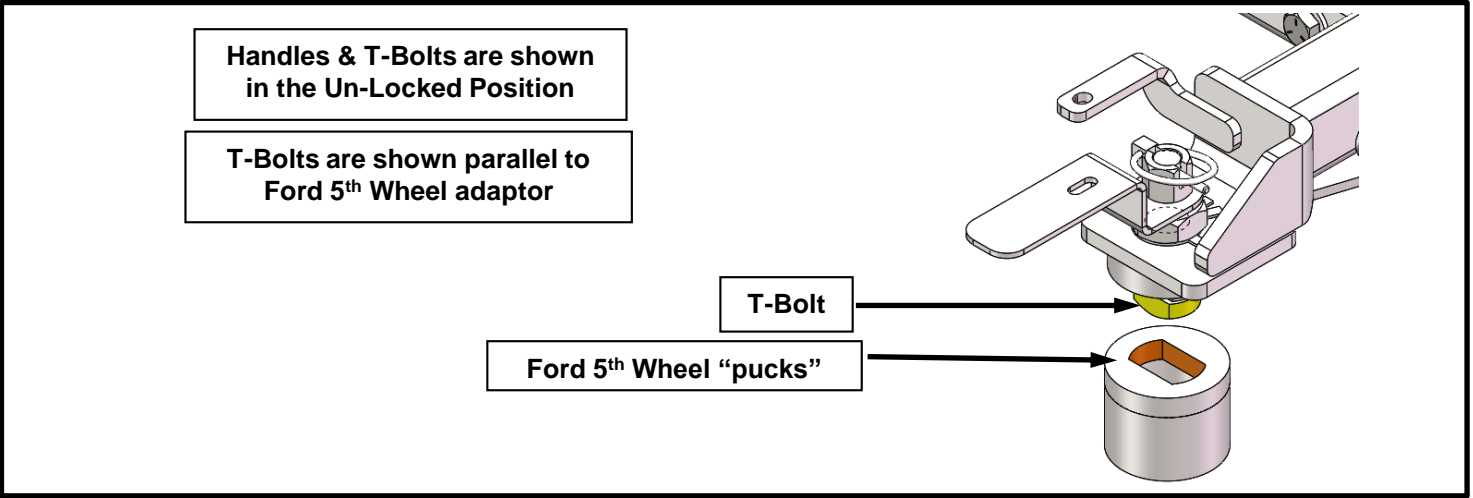 Handles & T-Bolts are shown
in the Un-Locked Position
T-Bolts are shown parallel to
Ford 5th Wheel adaptor
T-Bolt
Ford 5th Wheel “pucks”